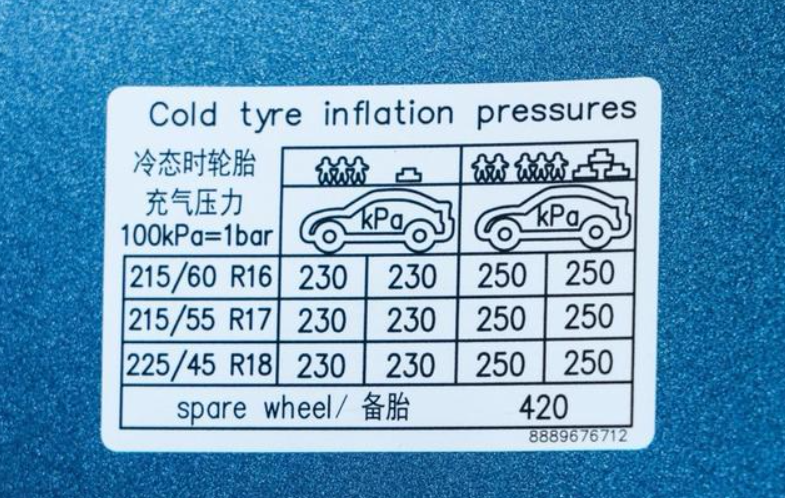 Cold tyre inflation pressures
冷态时轮胎
充气压力
100kPa=1bar
kPa kPa
215/60 R16 230 230 250 250
215/55 R17 230 230 250 250
225/45 R18 230 230 250 250
spare wheel/ 备胎 420
8889676712